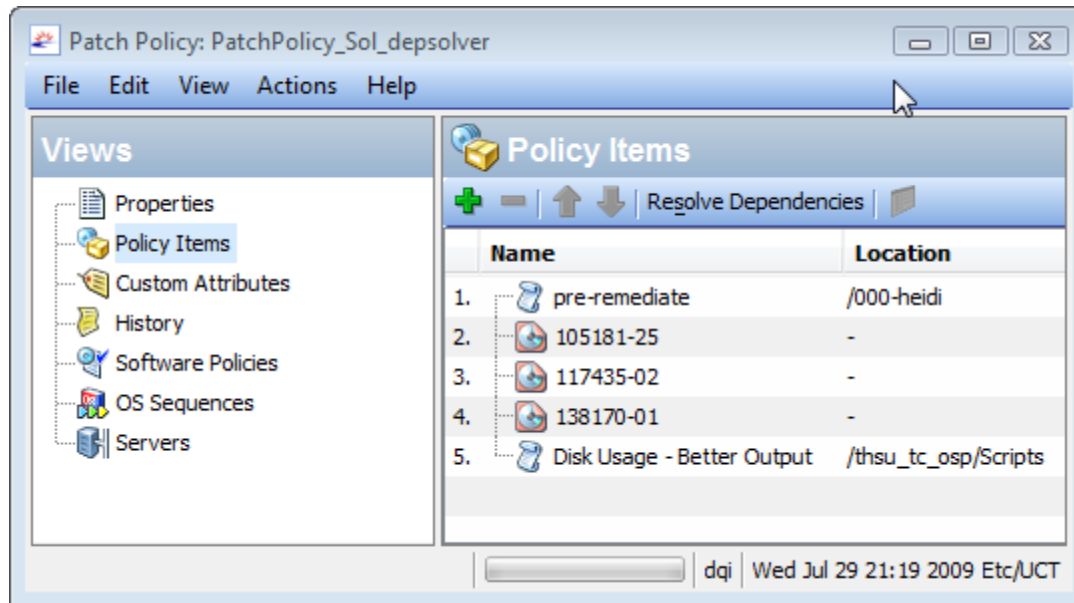 Patch Policy: PatchPolicy_Sol_depsolver
File Edit View Actions Help
Views
Properties
Policy Items
Custom Attributes
History
Software Policies
OS Sequences
Servers
Policy Items
Resolve Dependencies
Name Location
1. pre-remediate /000-heidi
2. 105181-25 -
3. 117435-02 -
4. 138170-01 -
5. Disk Usage - Better Output /thsu_tc_osp/Scripts
dqi Wed Jul 29 21:19 2009 Etc/UCT